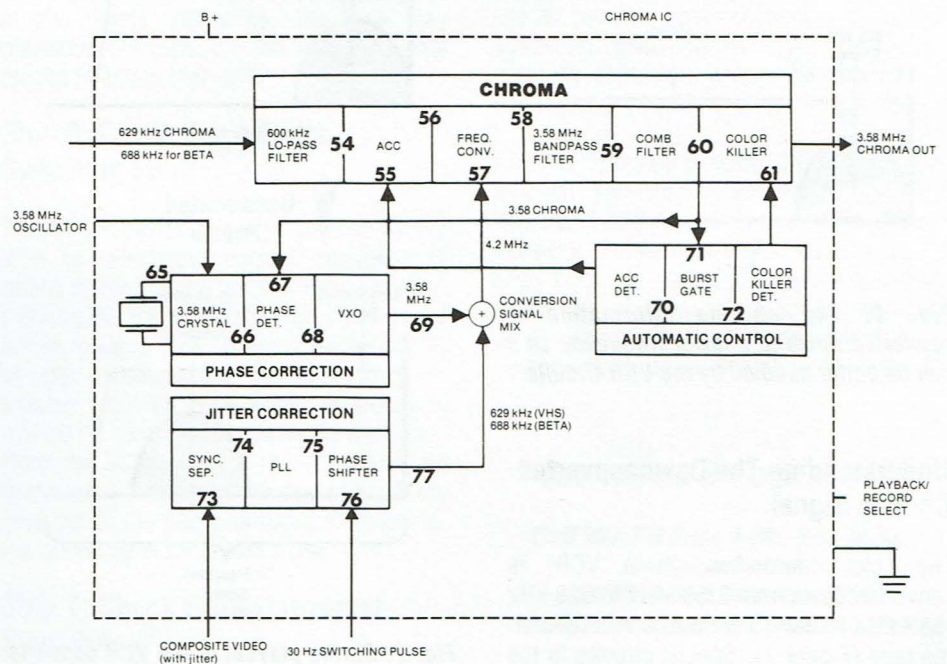 B +
CHROMA IC
CHROMA
629 kHz CHROMA
688 kHz for BETA
600 kHz
LO-PASS
FILTER
54
ACC
55
56
FREQ.
CONV.
57
58
3.58 MHz
BANDPASS
FILTER
59
COMB
FILTER
60
COLOR
KILLER
61
3.58 MHz
CHROMA OUT
3.58 MHz
OSCILLATOR
3.58 CHROMA
4.2 MHz
65
67
3.58 MHz
CRYSTAL
66
PHASE
DET.
68
VXO
3.58
MHz
69
+
CONVERSION
SIGNAL
MIX
PHASE CORRECTION
71
ACC
DET.
70
BURST
GATE
72
COLOR
KILLER
DET.
AUTOMATIC CONTROL
JITTER CORRECTION
74
75
SYNC.
SEP.
73
PLL
PHASE
SHIFTER
76
77
629 kHz (VHS)
688 kHz (BETA)
PLAYBACK/
RECORD
SELECT
COMPOSITE VIDEO
(with jitter)
30 Hz SWITCHING PULSE